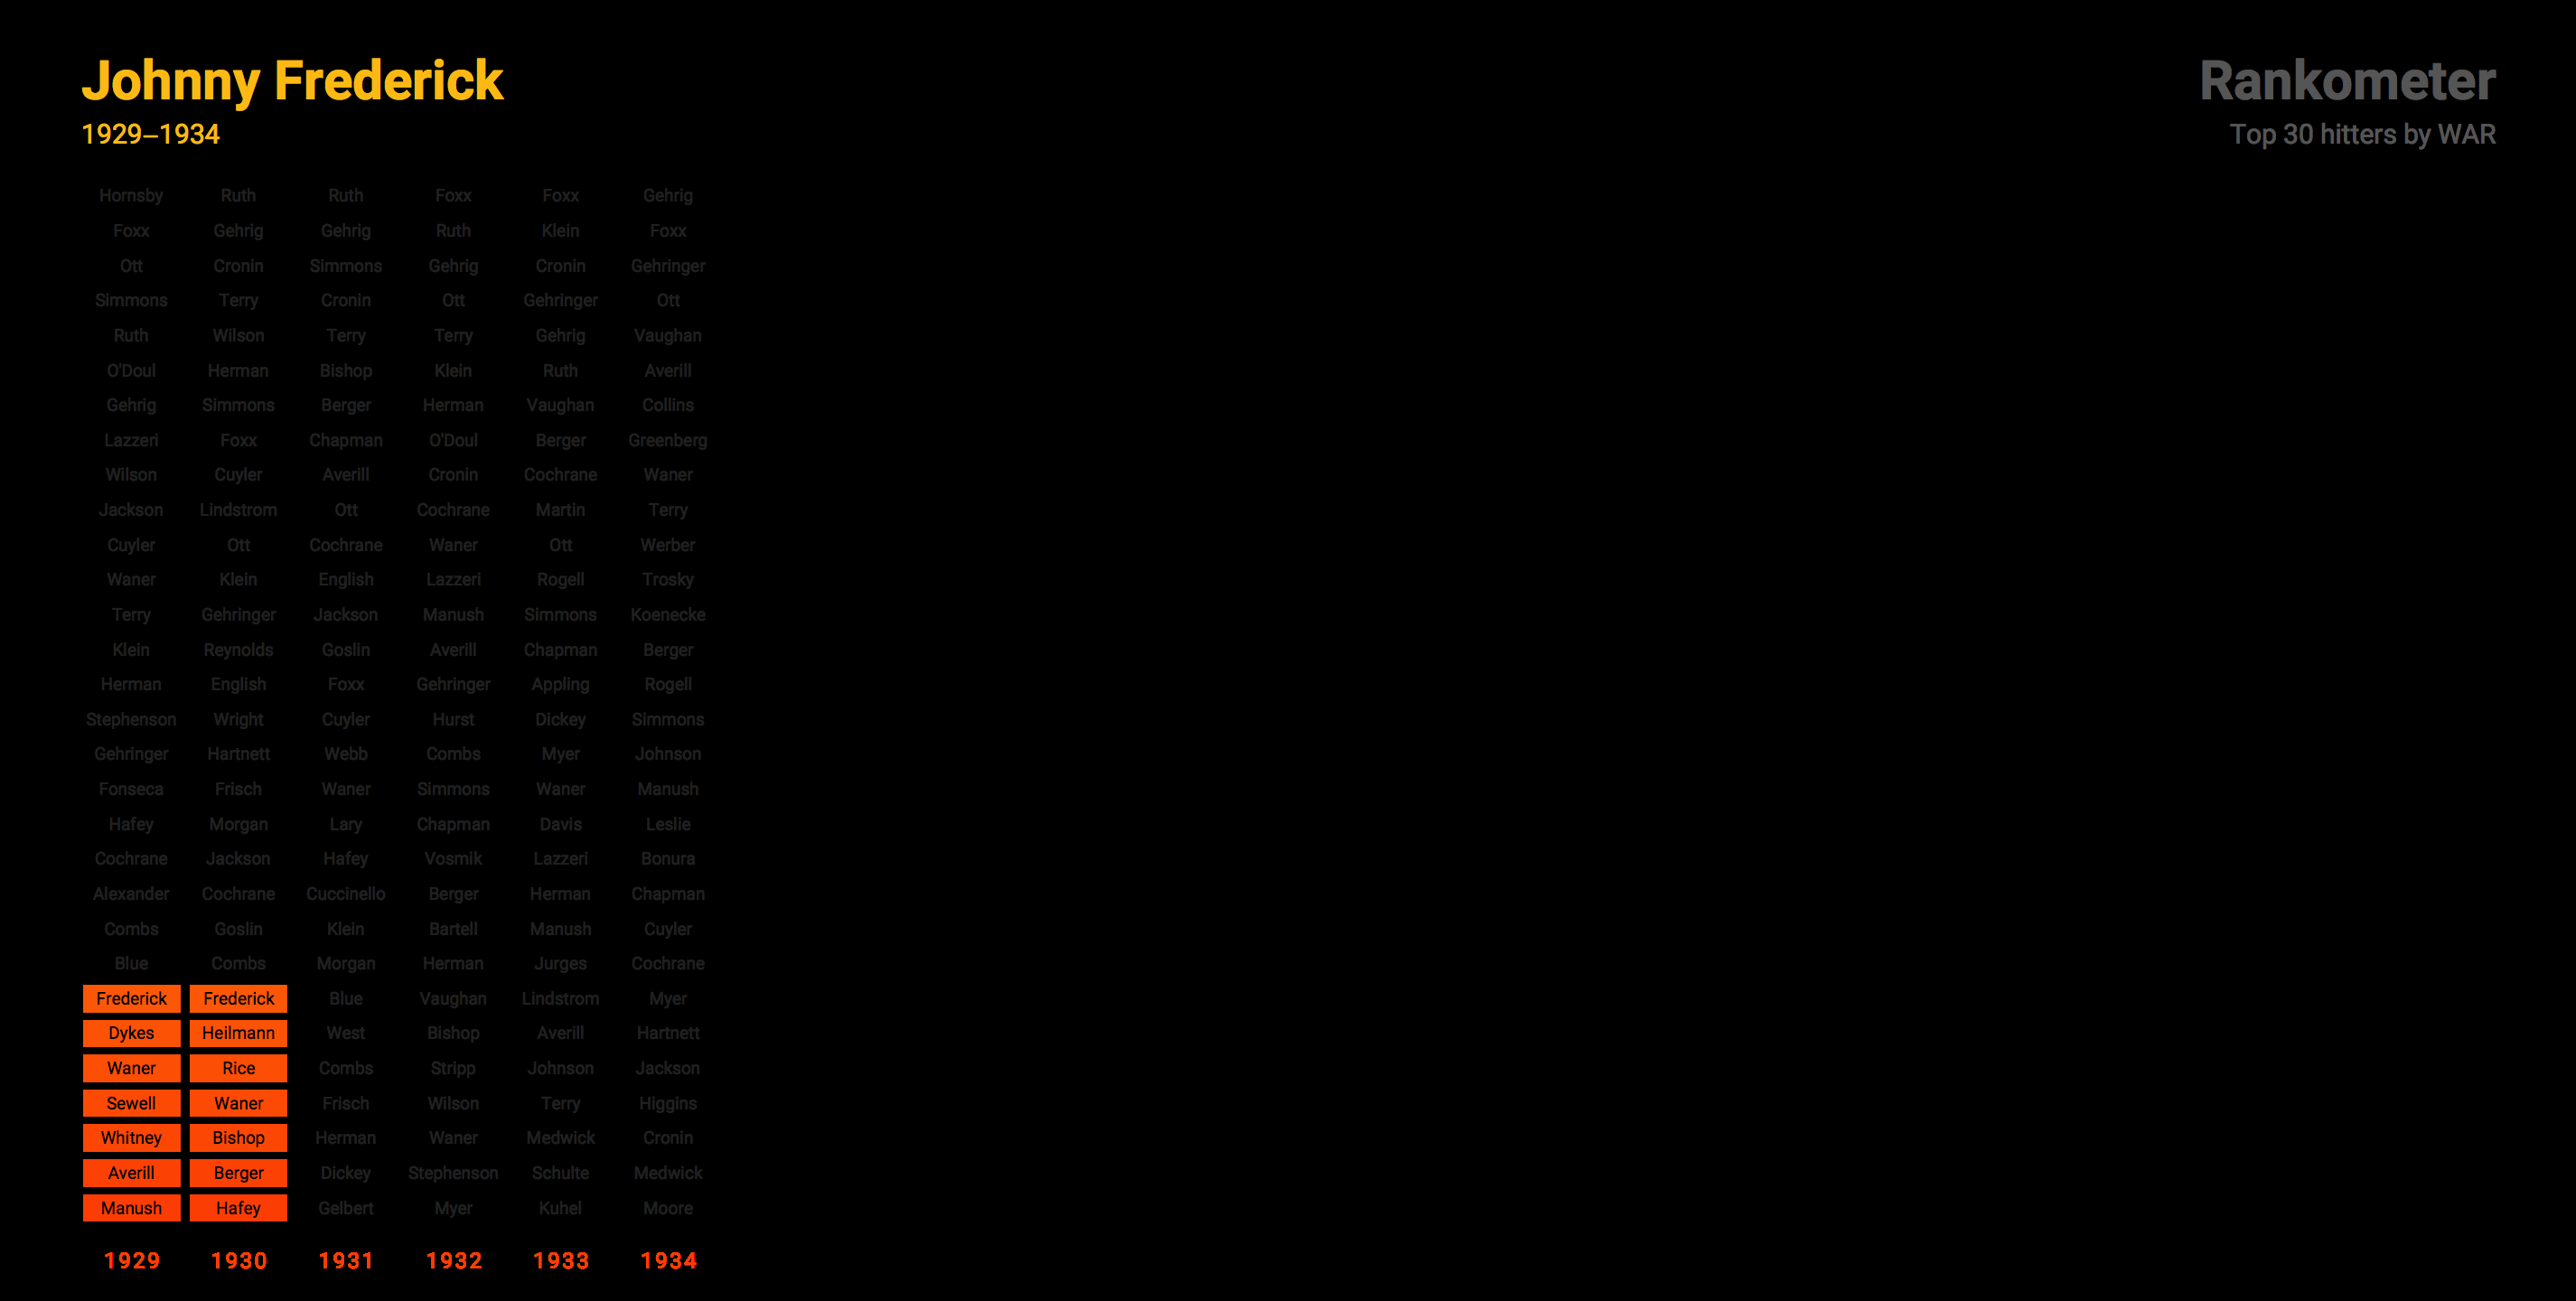 Johnny Frederick
1929–1934
Rankometer
Top 30 hitters by WAR
Hornsby Ruth Ruth Foxx Foxx Gehrig
Foxx Gehrig Gehrig Ruth Klein Foxx
Ott Cronin Simmons Gehrig Cronin Gehringer
Simmons Terry Cronin Ott Gehringer Ott
Ruth Wilson Terry Terry Gehrig Vaughan
O'Doul Herman Bishop Klein Ruth Averill
Gehrig Simmons Berger Herman Vaughan Collins
Lazzeri Foxx Chapman O'Doul Berger Greenberg
Wilson Cuyler Averill Cronin Cochrane Waner
Jackson Lindstrom Ott Cochrane Martin Terry
Cuyler Ott Cochrane Waner Ott Werber
Waner Klein English Lazzeri Rogell Trosky
Terry Gehringer Jackson Manush Simmons Koenecke
Klein Reynolds Goslin Averill Chapman Berger
Herman English Foxx Gehringer Appling Rogell
Stephenson Wright Cuyler Hurst Dickey Simmons
Gehringer Hartnett Webb Combs Myer Johnson
Fonseca Frisch Waner Simmons Waner Manush
Hafey Morgan Lary Chapman Davis Leslie
Cochrane Jackson Hafey Vosmik Lazzeri Bonura
Alexander Cochrane Cuccinello Berger Herman Chapman
Combs Goslin Klein Bartell Manush Cuyler
Blue Combs Morgan Herman Jurges Cochrane
Frederick Frederick Blue Vaughan Lindstrom Myer
Dykes Heilmann West Bishop Averill Hartnett
Waner Rice Combs Stripp Johnson Jackson
Sewell Waner Frisch Wilson Terry Higgins
Whitney Bishop Herman Waner Medwick Cronin
Averill Berger Dickey Stephenson Schulte Medwick
Manush Hafey Gelbert Myer Kuhel Moore
1929 1930 1931 1932 1933 1934